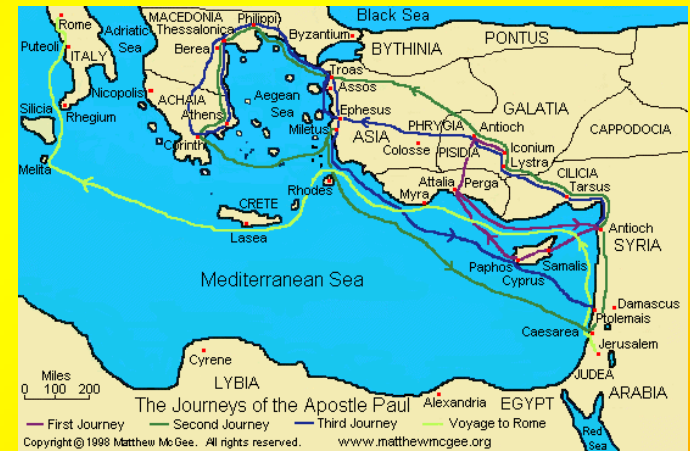 Rome
Adriatic
Sea
MACEDONIA
Philippi
Thessalonica
Black Sea
Byzantium
PONTUS
BYTHINIA
Puteoli
ITALY
Berea
Troas
Assos
Nicopolis
ACHAIA
Aegean
Sea
GALATIA
Silicia
Rhegium
Athens
Ephesus
PHRYGIA
Antioch
CAPPODOCIA
Corinth
Miletus
ASIA
Colosse
PISIDIA
Iconium
Lystra
Melita
CILICIA
Tarsus
Rhodes
Attalia
Perga
Myra
CRETE
Lasea
Antioch
SYRIA
Paphos
Samalis
Cyprus
Mediterranean Sea
Damascus
Ptolemais
Caesarea
Jerusalem
Cyrene
JUDEA
Miles
0 100 200
LYBIA
ARABIA
The Journeys of the Apostle Paul
Alexandria
EGYPT
First Journey
Second Journey
Third Journey
Voyage to Rome
Red
Sea
Copyright © 1998 Matthew McGee. All rights reserved.
www.matthewmcgee.org